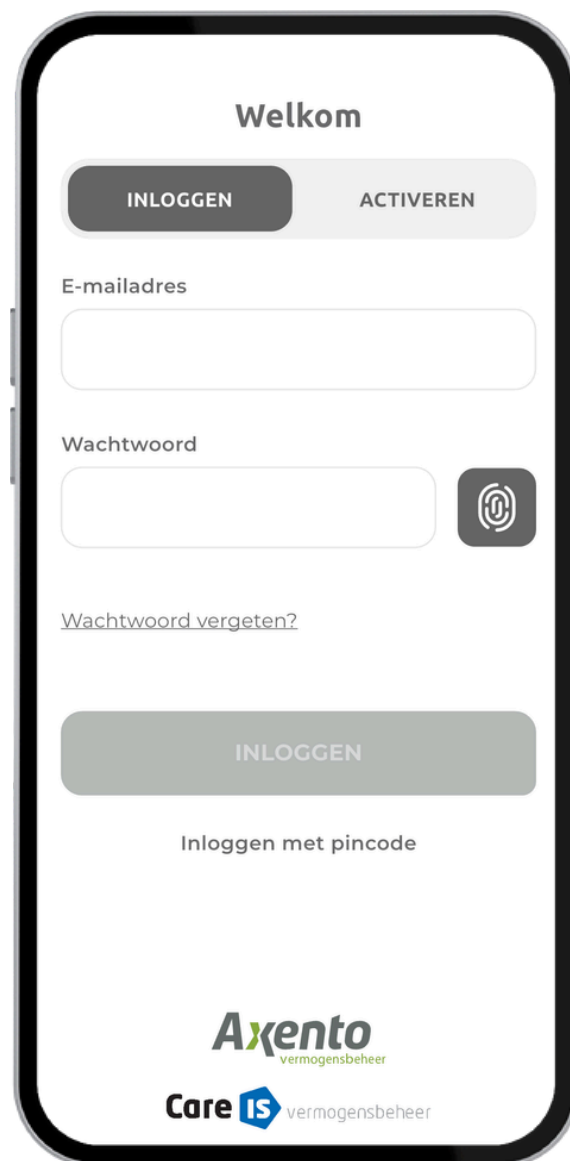 Welkom
INLOGGEN ACTIVEREN
E-mailadres
Wachtwoord
Wachtwoord vergeten?
INLOGGEN
Inloggen met pincode
Axento
vermogensbeheer
Care IS vermogensbeheer